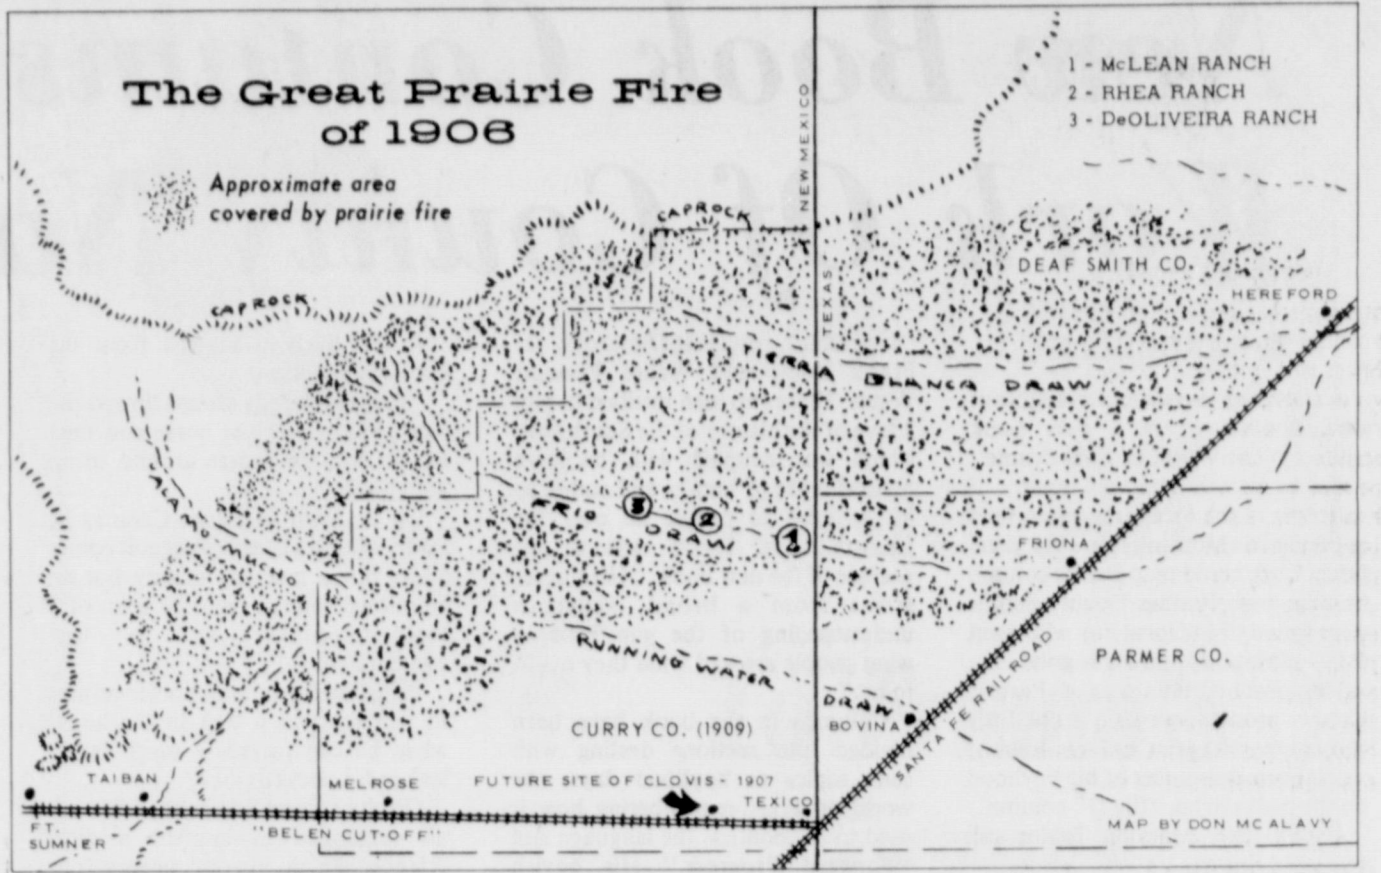 The Great Prairie Fire
of 1906
Approximate area
covered by prairie fire
1 - McLEAN RANCH
2 - RHEA RANCH
3 - DeOLIVEIRA RANCH
NEW MEXICO
TEXAS
CAPROCK
CAPROCK
DEAF SMITH CO.
HEREFORD
TIERRA BLANCA DRAW
ALAMO
FRIO DRAW
3
2
1
FRIONA
RUNNING WATER
DRAW
PARMER CO.
BOVINA
SANTA FE RAILROAD
CURRY CO. (1909)
TAIBAN
MELROSE
FUTURE SITE OF CLOVIS - 1907
TEXICO
FT.
SUMNER
"BELEN CUT-OFF"
MAP BY DON MCALAVY